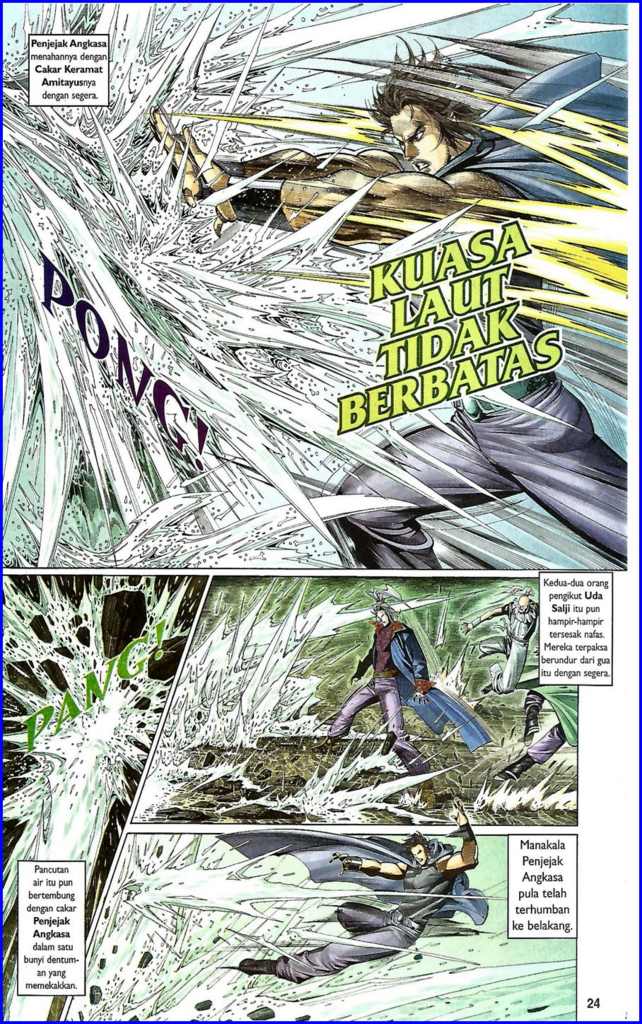 Penjejak Angkasa
menahannya dengan
Cakar Keramat
Amitayusnya
dengan segera.
KUASA
LAUT
TIDAK
BERBATAS
PONG!
Kedua-dua orang
pengikut Uda
Salji itu pun
hampir-hampir
tersesak nafas.
Mereka terpaksa
berundur dari gua
itu dengan segera.
PANG!
Manakala
Penjejak
Angkasa
pula telah
terhumban
ke belakang.
Pancutan
air itu pun
bertembung
dengan cakar
Penjejak
Angkasa
dalam satu
bunyi dentum-
an yang
memekakkan.
24